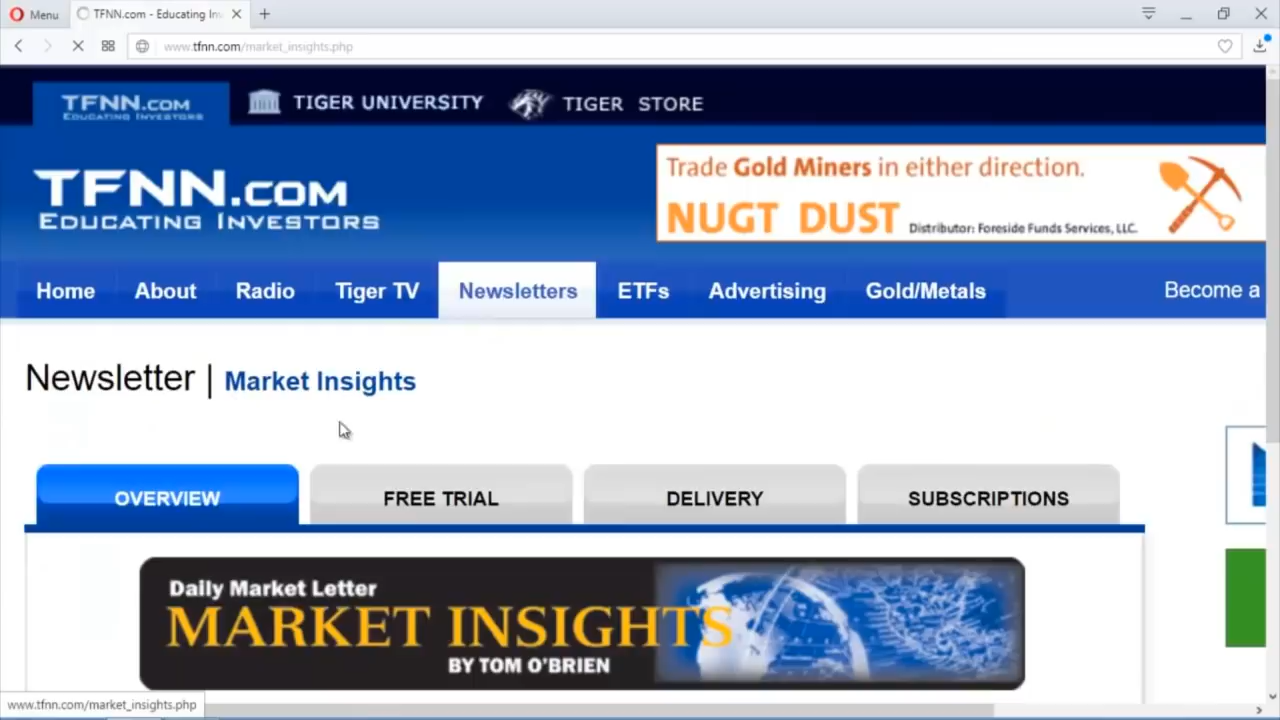 Menu
TFNN.com - Educating In
www.tfnn.com/market_insights.php
TFNN.COM
EDUCATING INVESTORS
TIGER UNIVERSITY
TIGER STORE
TFNN.COM
EDUCATING INVESTORS
Trade Gold Miners in either direction.
NUGT DUST
Distributor: Foreside Funds Services, LLC.
Home
About
Radio
Tiger TV
Newsletters
ETFs
Advertising
Gold/Metals
Become a
Newsletter | Market Insights
OVERVIEW
FREE TRIAL
DELIVERY
SUBSCRIPTIONS
Daily Market Letter
MARKET INSIGHTS
BY TOM O'BRIEN
www.tfnn.com/market_insights.php